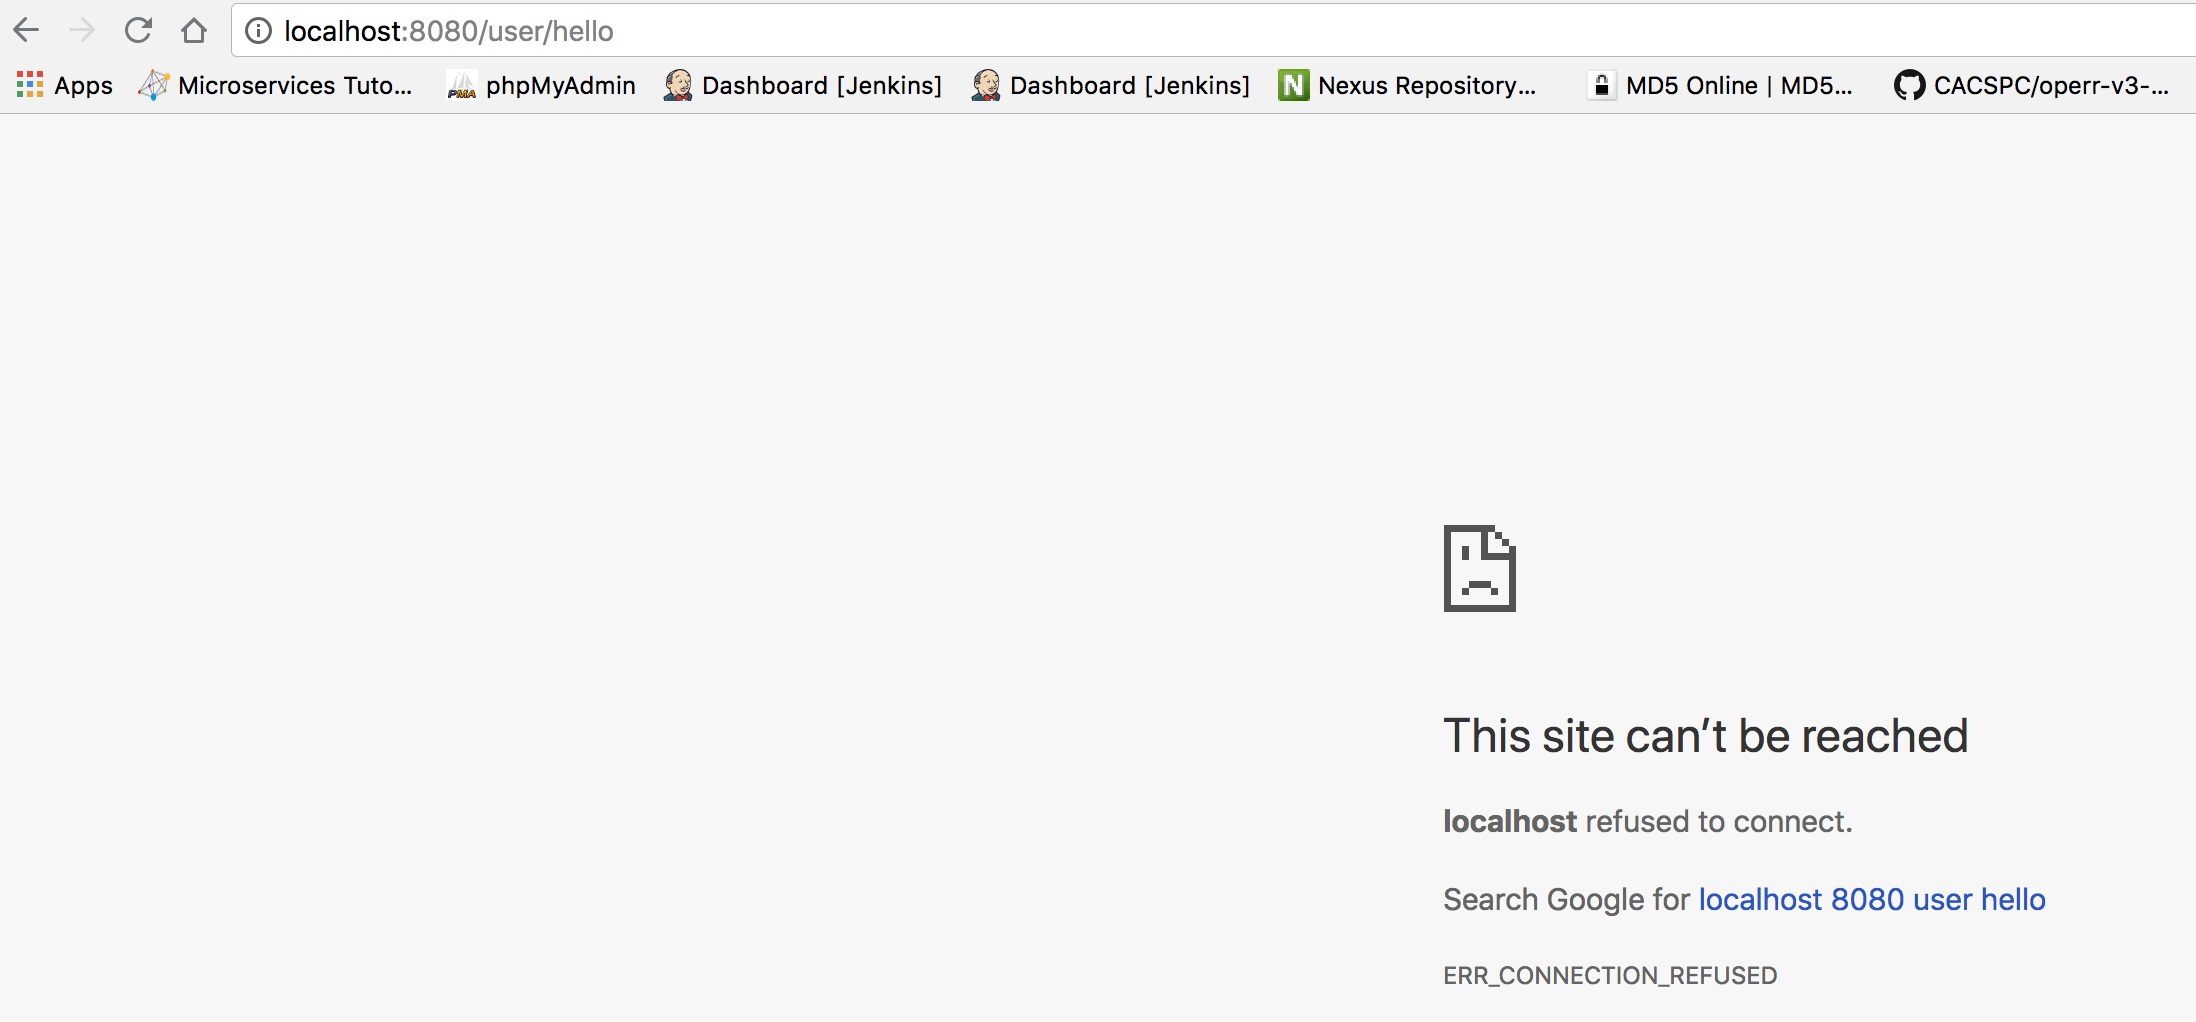 localhost:8080/user/hello
Apps Microservices Tuto... PMA phpMyAdmin Dashboard [Jenkins] Dashboard [Jenkins] N Nexus Repository... MD5 Online | MD5... CACSPC/operr-v3-...
This site can’t be reached
localhost refused to connect.
Search Google for localhost 8080 user hello
ERR_CONNECTION_REFUSED